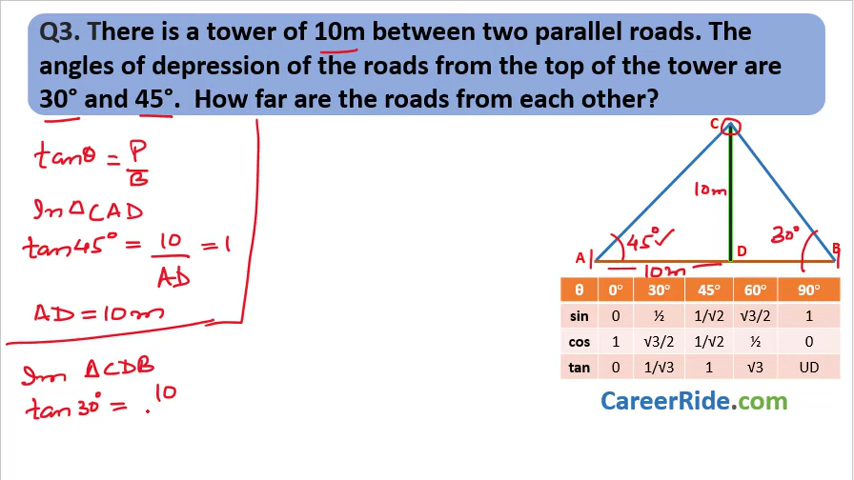 Q3. There is a tower of 10m between two parallel roads. The
angles of depression of the roads from the top of the tower are
30° and 45°. How far are the roads from each other?
tanθ = P/B
In ΔCAD
tan45° = 10/AD = 1
AD = 10m
In ΔCDB
tan30° = 10
C
10m
45° ✓
30°
A
D
B
10m
θ 0° 30° 45° 60° 90°
sin 0 ½ 1/√2 √3/2 1
cos 1 √3/2 1/√2 ½ 0
tan 0 1/√3 1 √3 UD
CareerRide.com